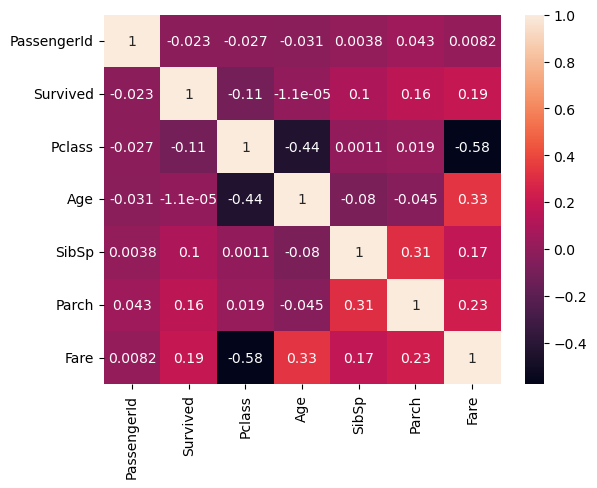 PassengerId 1 -0.023 -0.027 -0.031 0.0038 0.043 0.0082
Survived -0.023 1 -0.11 -1.1e-05 0.1 0.16 0.19
Pclass -0.027 -0.11 1 -0.44 0.0011 0.019 -0.58
Age -0.031 -1.1e-05 -0.44 1 -0.08 -0.045 0.33
SibSp 0.0038 0.1 0.0011 -0.08 1 0.31 0.17
Parch 0.043 0.16 0.019 -0.045 0.31 1 0.23
Fare 0.0082 0.19 -0.58 0.33 0.17 0.23 1
PassengerId
Survived
Pclass
Age
SibSp
Parch
Fare
1.0
0.8
0.6
0.4
0.2
0.0
−0.2
−0.4